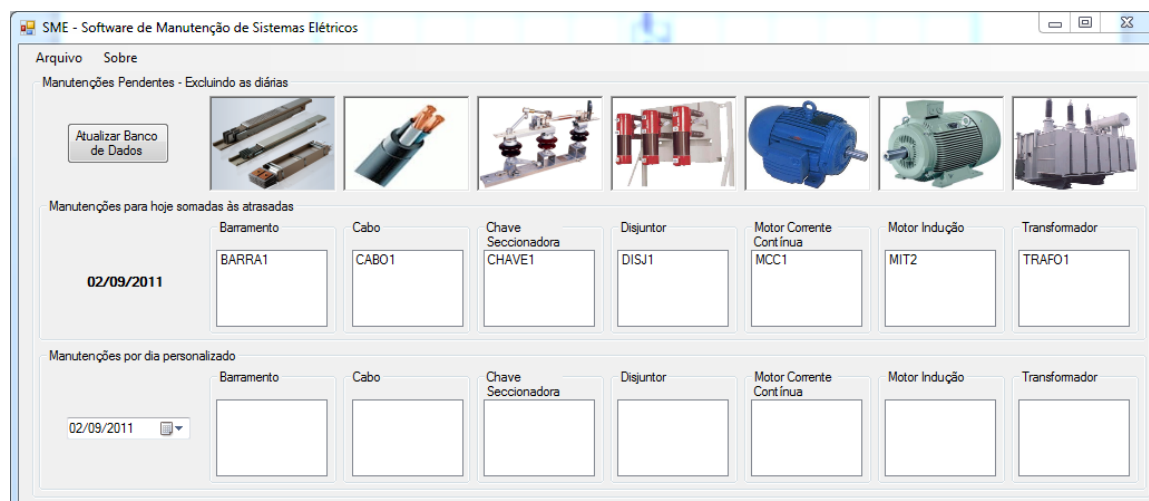 SME - Software de Manutenção de Sistemas Elétricos
Arquivo Sobre
Manutenções Pendentes - Excluindo as diárias
Atualizar Banco
de Dados
Manutenções para hoje somadas às atrasadas
Barramento
Cabo
Chave
Seccionadora
Disjuntor
Motor Corrente
Contínua
Motor Indução
Transformador
02/09/2011
BARRA1
CABO1
CHAVE1
DISJ1
MCC1
MIT2
TRAFO1
Manutenções por dia personalizado
Barramento
Cabo
Chave
Seccionadora
Disjuntor
Motor Corrente
Contínua
Motor Indução
Transformador
02/09/2011